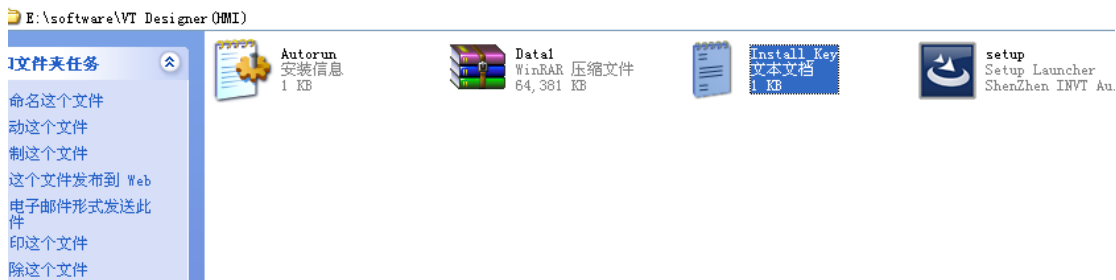 E:\software\VT Designer(HMI)
文件夹任务
命名这个文件
动这个文件
制这个文件
这个文件发布到 Web
电子邮件形式发送此
件
印这个文件
除这个文件
Autorun
安装信息
1 KB
Data1
WinRAR 压缩文件
64,381 KB
Install_Key
文本文档
1 KB
setup
Setup Launcher
ShenZhen INVT Au.